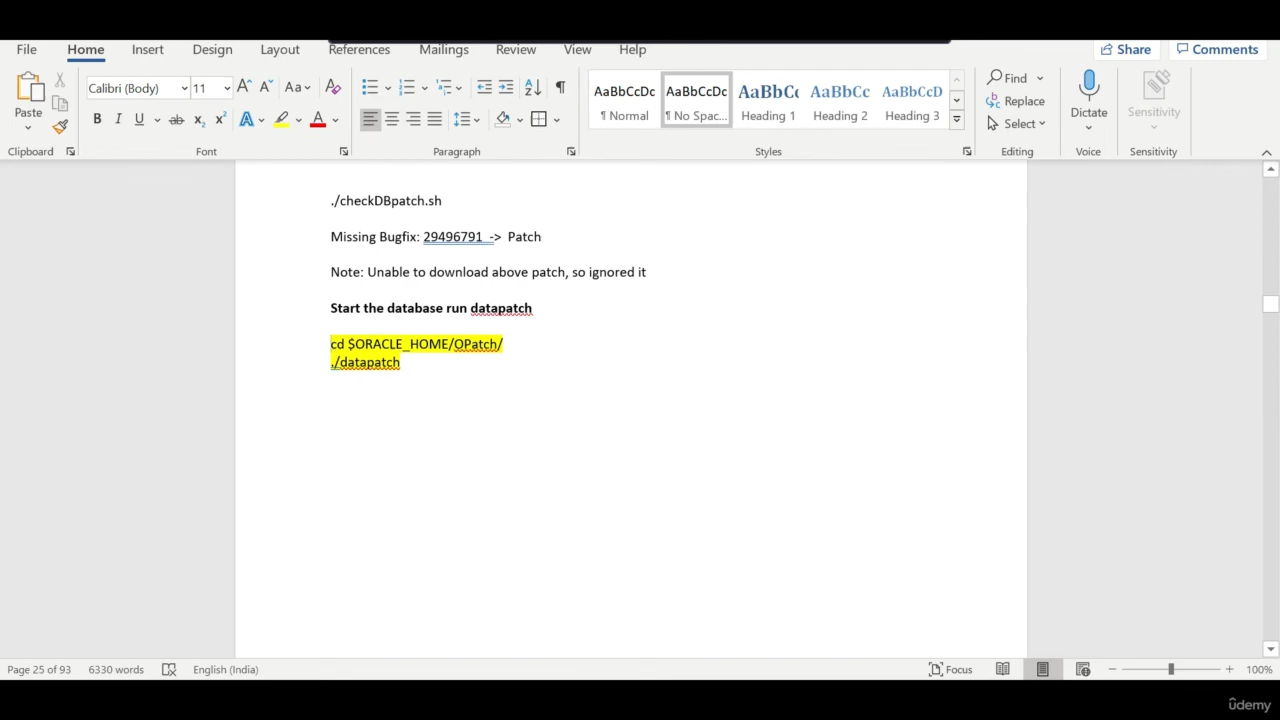 File Home Insert Design Layout References Mailings Review View Help Share Comments
Calibri (Body) 11 Aa AaBbCcDc AaBbCcDc AaBbCc AaBbCc AaBbCcD Find
Paste Replace Dictate Sensitivity
¶ Normal ¶ No Spac... Heading 1 Heading 2 Heading 3 Select
Clipboard Font Paragraph Styles Editing Voice Sensitivity
./checkDBpatch.sh
Missing Bugfix: 29496791 -> Patch
Note: Unable to download above patch, so ignored it
Start the database run datapatch
cd $ORACLE_HOME/OPatch/
./datapatch
Page 25 of 93 6330 words English (India) Focus 100%
ûdemy